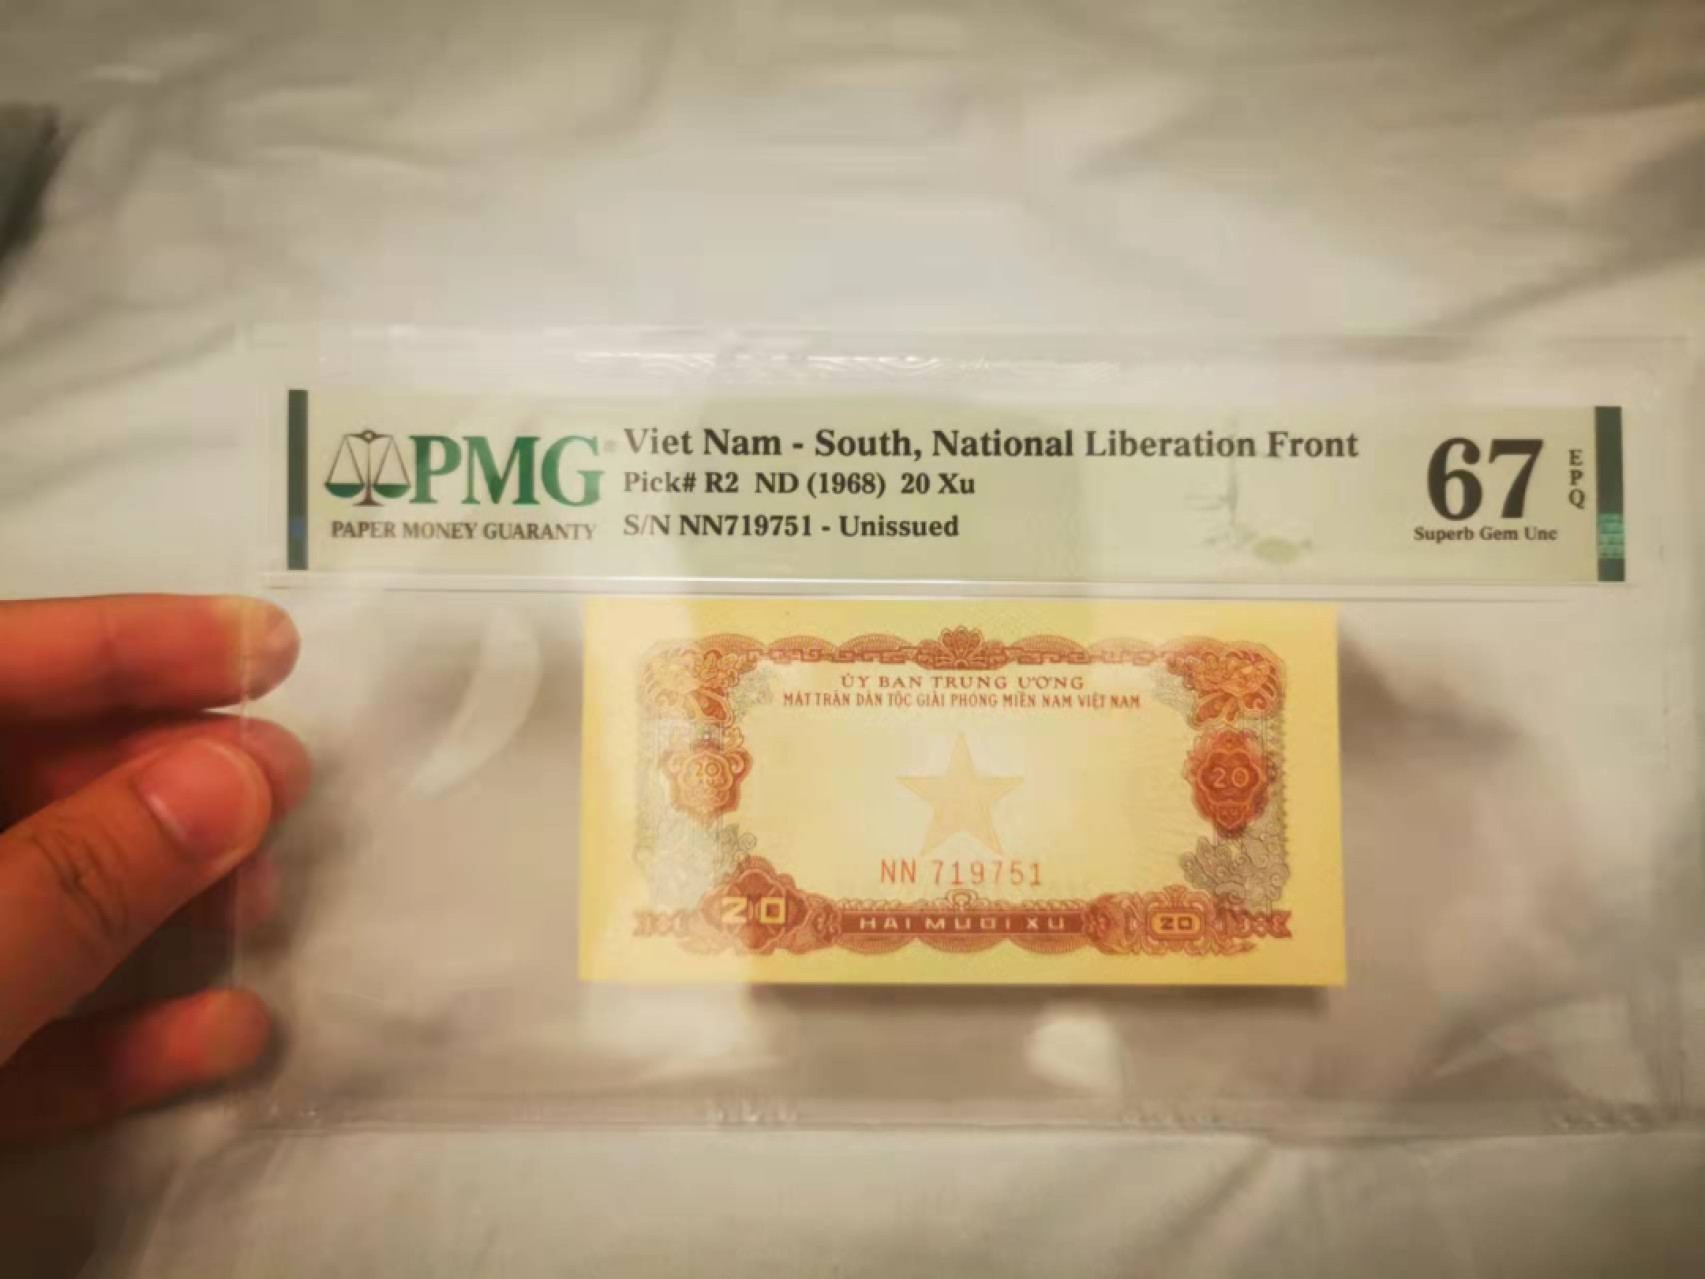 PMG
PAPER MONEY GUARANTY
Viet Nam - South, National Liberation Front
Pick# R2 ND (1968) 20 Xu
S/N NN719751 - Unissued
67
EPQ
Superb Gem Unc
ỦY BAN TRUNG ƯƠNG
MẶT TRẬN DÂN TỘC GIẢI PHÓNG MIỀN NAM VIỆT NAM
20
20
NN 719751
20
HAI MƯƠI XU
20